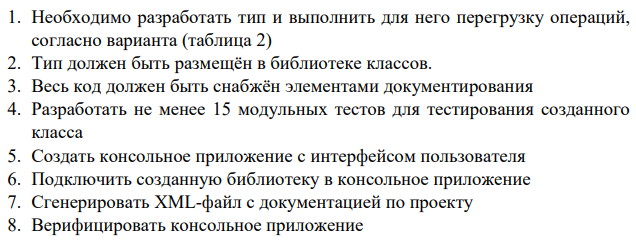 1. Необходимо разработать тип и выполнить для него перегрузку операций,
согласно варианта (таблица 2)
2. Тип должен быть размещён в библиотеке классов.
3. Весь код должен быть снабжён элементами документирования
4. Разработать не менее 15 модульных тестов для тестирования созданного
класса
5. Создать консольное приложение с интерфейсом пользователя
6. Подключить созданную библиотеку в консольное приложение
7. Сгенерировать XML-файл с документацией по проекту
8. Верифицировать консольное приложение